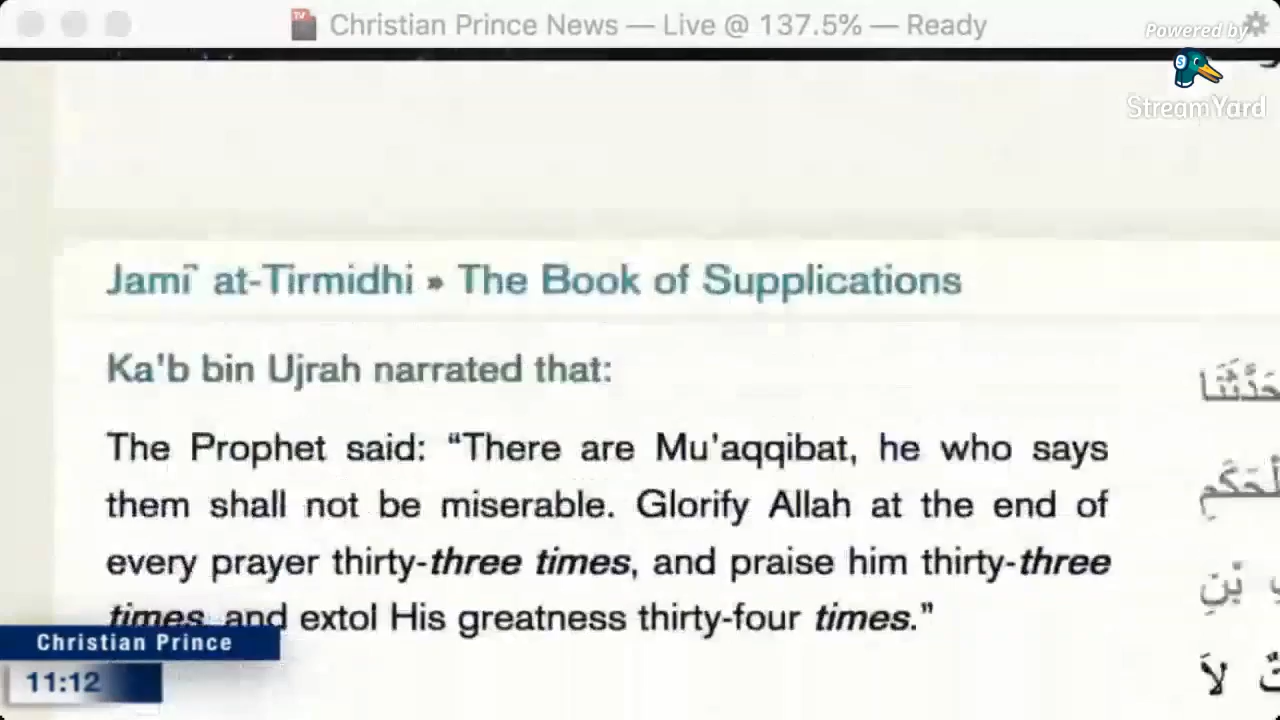 Christian Prince News — Live @ 137.5% — Ready
Powered by
StreamYard
Jami` at-Tirmidhi » The Book of Supplications
Ka'b bin Ujrah narrated that:
The Prophet said: “There are Mu’aqqibat, he who says
them shall not be miserable. Glorify Allah at the end of
every prayer thirty-three times, and praise him thirty-three
times, and extol His greatness thirty-four times.”
حَدَّثَنَا
الْحَكَمِ
بْنِ
لاَ
Christian Prince
11:12